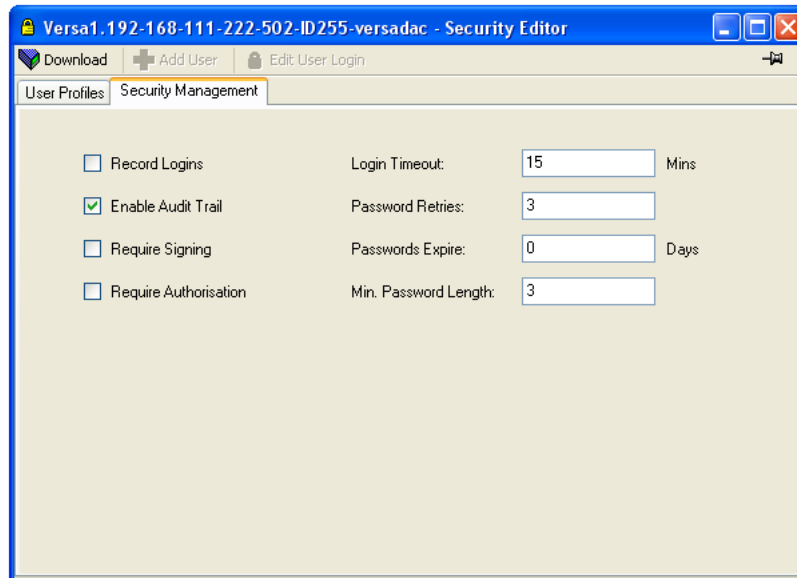 Versa1.192-168-111-222-502-ID255-versadac - Security Editor
Download Add User Edit User Login
User Profiles Security Management
Record Logins Login Timeout: 15 Mins
Enable Audit Trail Password Retries: 3
Require Signing Passwords Expire: 0 Days
Require Authorisation Min. Password Length: 3